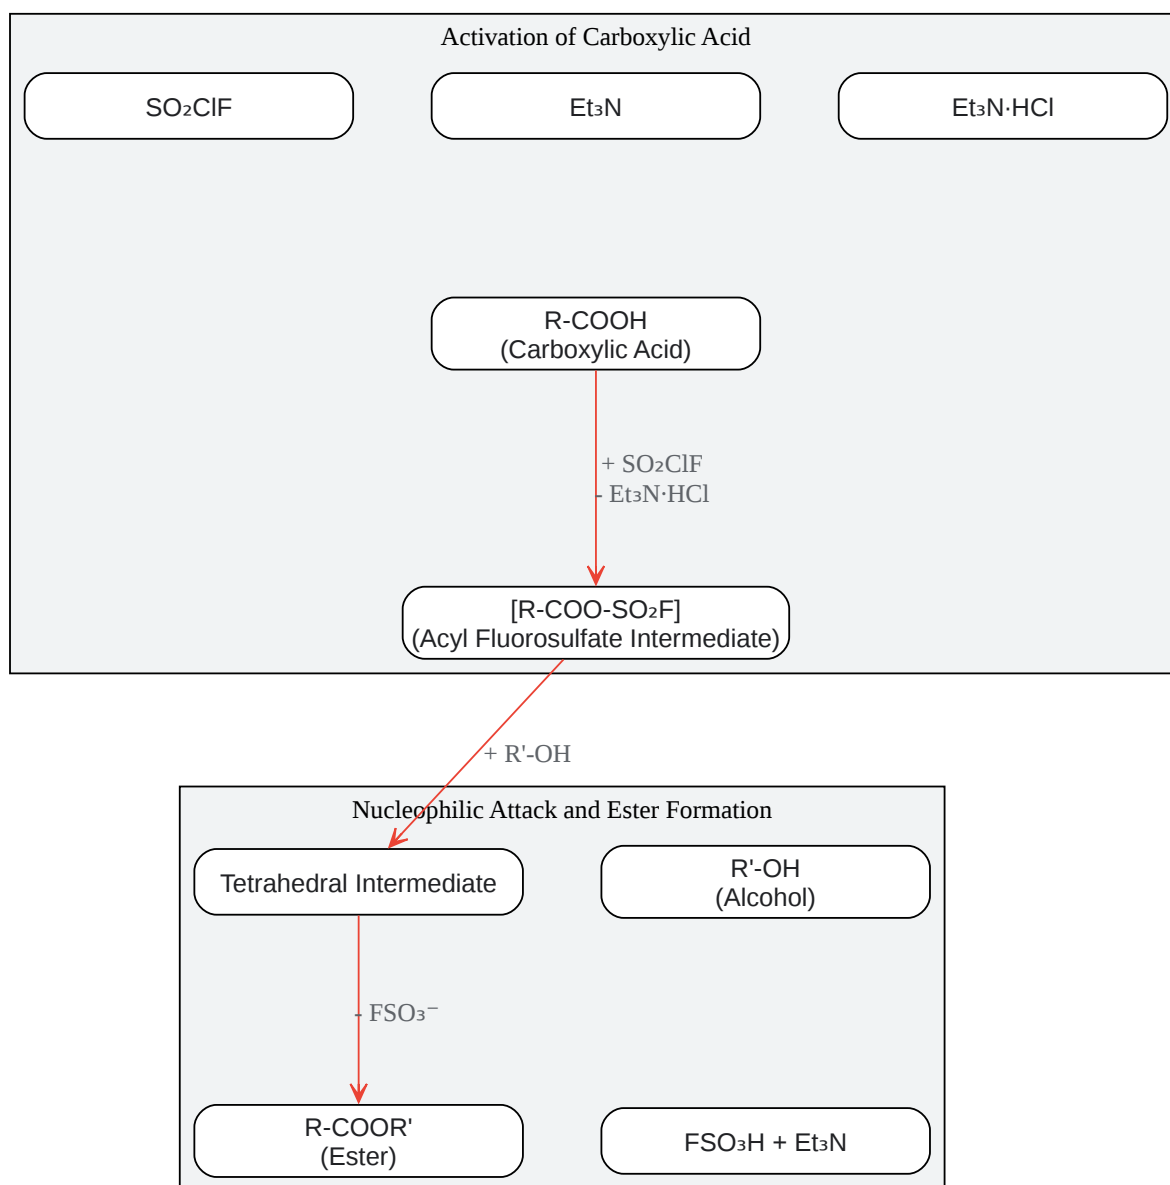 Activation of Carboxylic Acid
SO₂ClF
Et₃N
Et₃N·HCl
R-COOH
(Carboxylic Acid)
+ SO₂ClF
- Et₃N·HCl
[R-COO-SO₂F]
(Acyl Fluorosulfate Intermediate)
+ R'-OH
Nucleophilic Attack and Ester Formation
Tetrahedral Intermediate
R'-OH
(Alcohol)
- FSO₃⁻
R-COOR'
(Ester)
FSO₃H + Et₃N